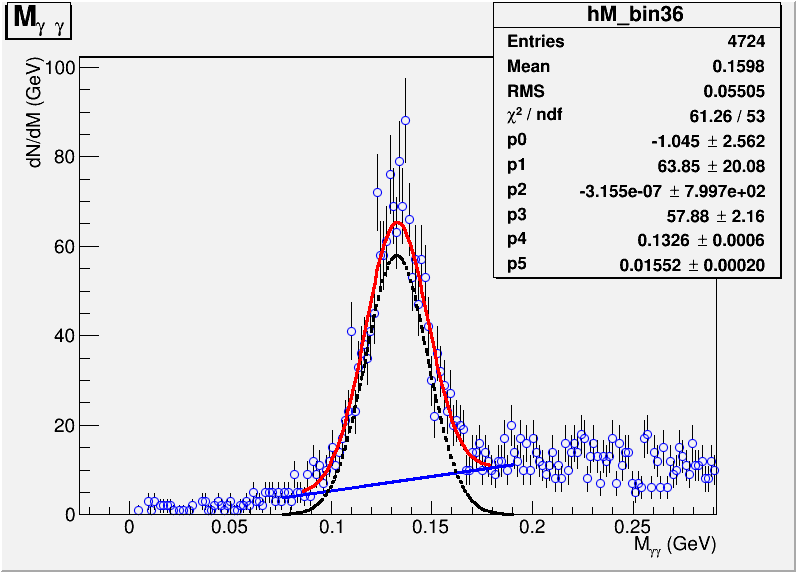 M_γ γ
hM_bin36
Entries 4724
Mean 0.1598
RMS 0.05505
χ² / ndf 61.26 / 53
p0 -1.045 ± 2.562
p1 63.85 ± 20.08
p2 -3.155e-07 ± 7.997e+02
p3 57.88 ± 2.16
p4 0.1326 ± 0.0006
p5 0.01552 ± 0.00020
dN/dM (GeV)
100
80
60
40
20
0
0 0.05 0.1 0.15 0.2 0.25
M_γγ (GeV)